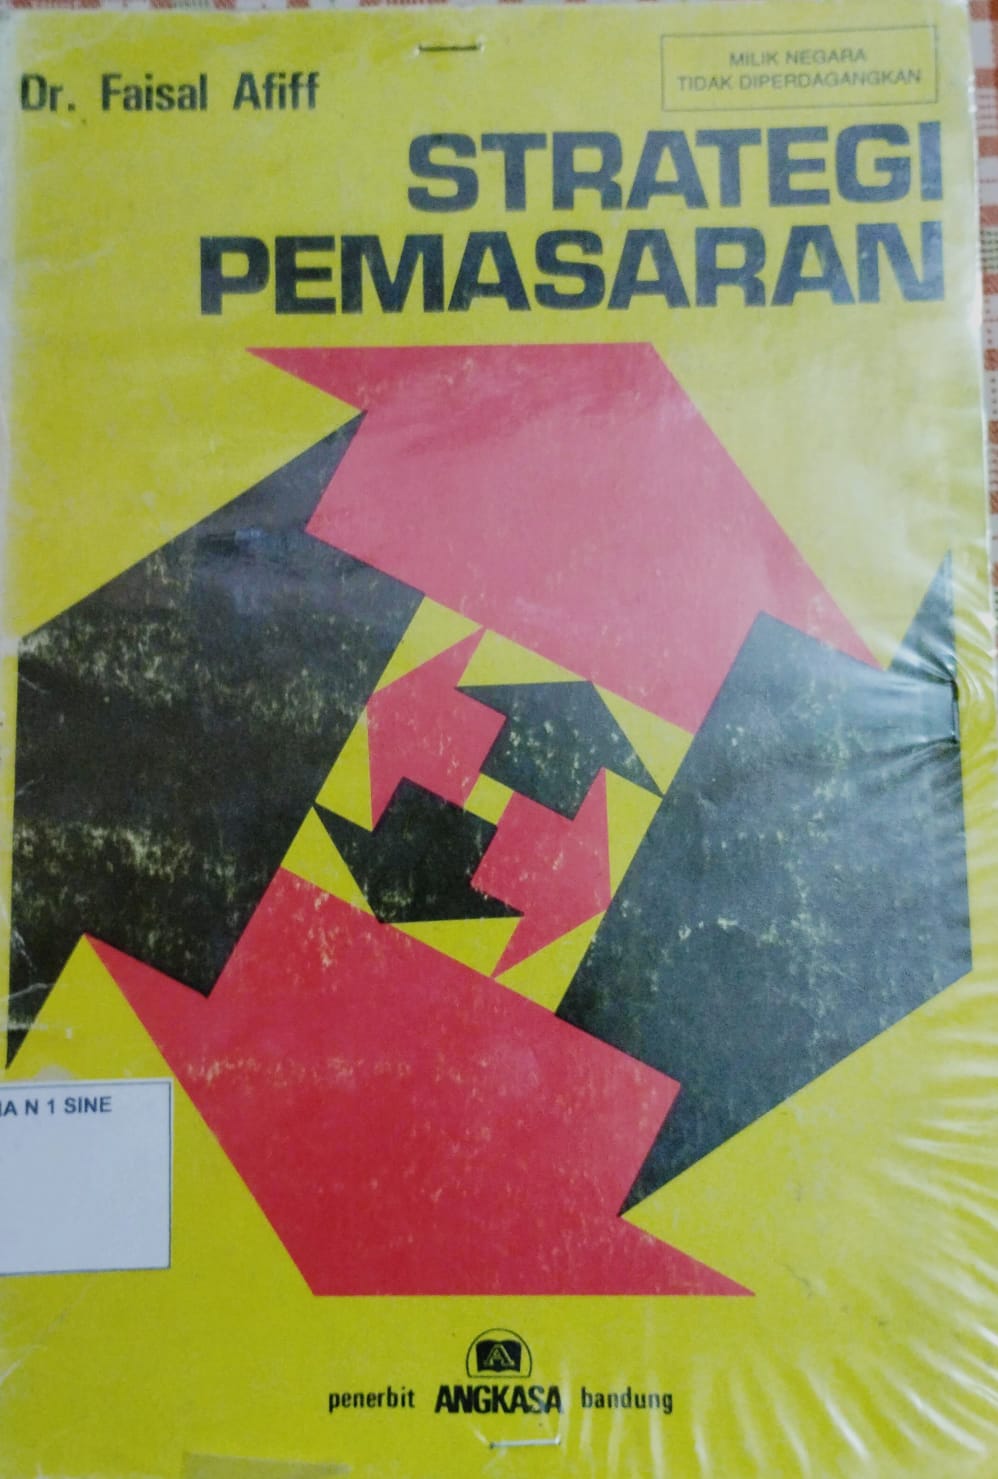 Dr. Faisal Afiff
MILIK NEGARA
TIDAK DIPERDAGANGKAN
STRATEGI
PEMASARAN
A N 1 SINE
A
penerbit ANGKASA bandung